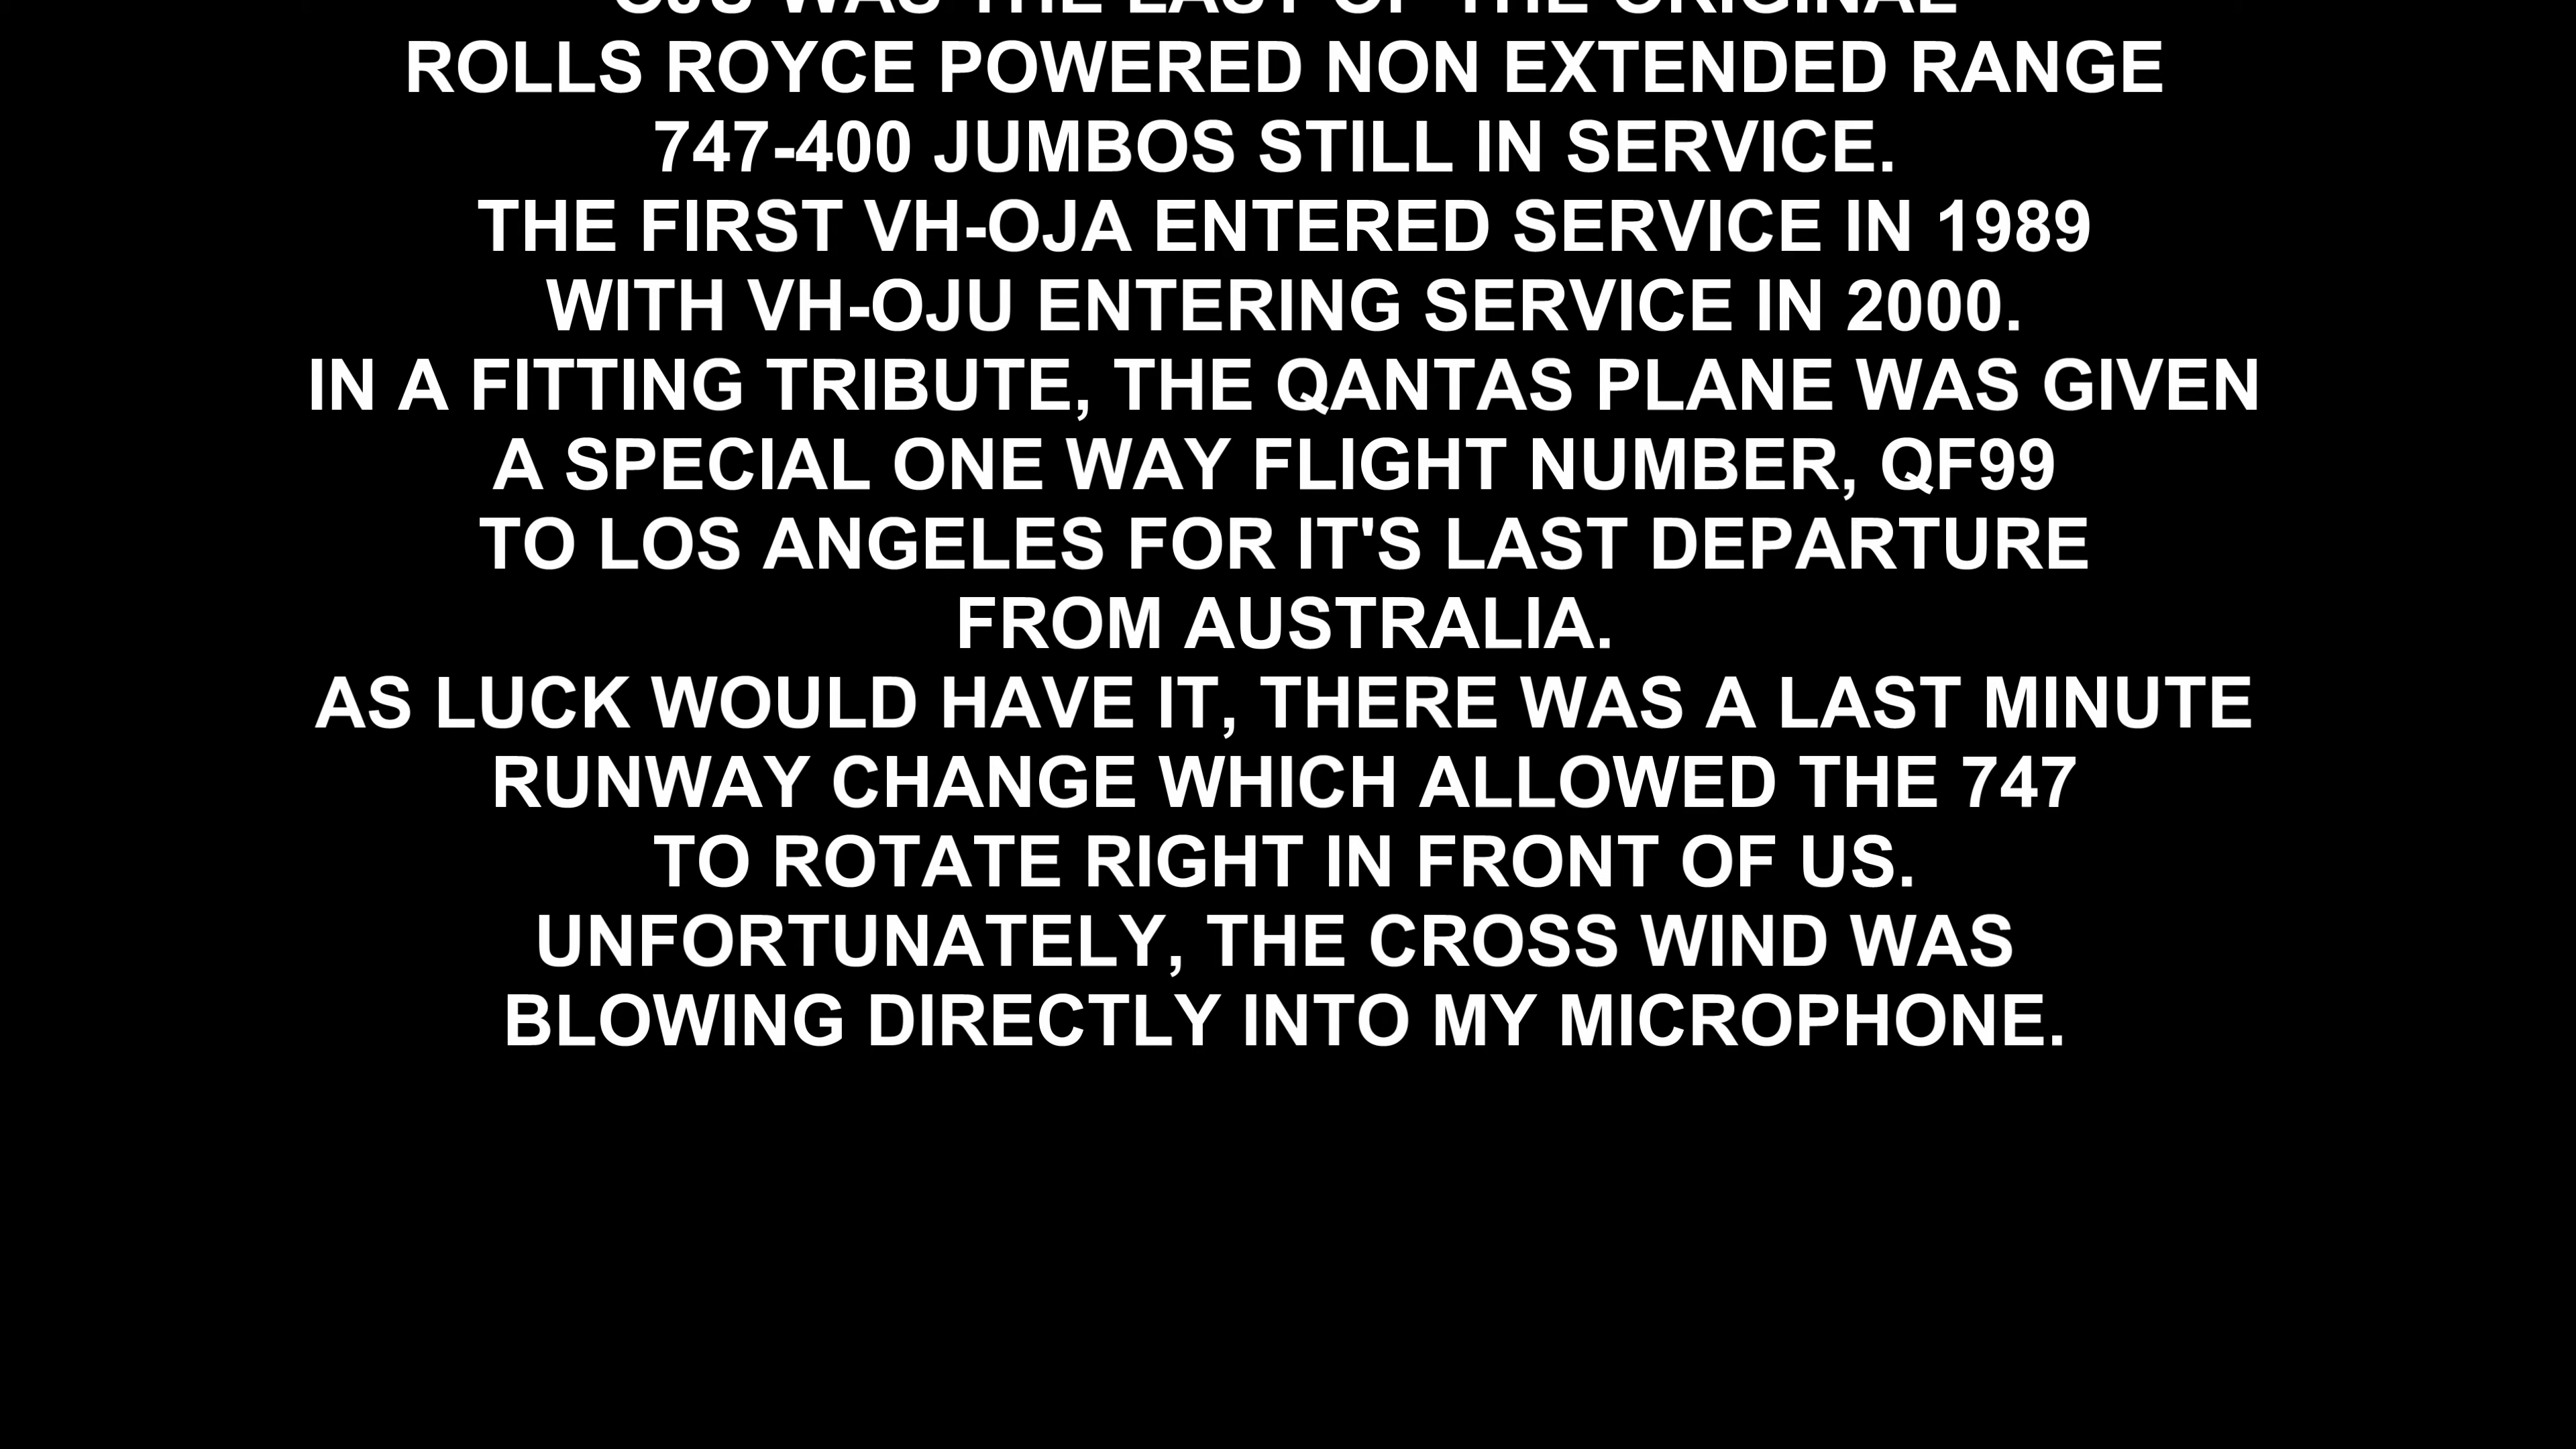 OJU WAS THE LAST OF THE ORIGINAL
ROLLS ROYCE POWERED NON EXTENDED RANGE
747-400 JUMBOS STILL IN SERVICE.
THE FIRST VH-OJA ENTERED SERVICE IN 1989
WITH VH-OJU ENTERING SERVICE IN 2000.
IN A FITTING TRIBUTE, THE QANTAS PLANE WAS GIVEN
A SPECIAL ONE WAY FLIGHT NUMBER, QF99
TO LOS ANGELES FOR IT'S LAST DEPARTURE
FROM AUSTRALIA.
AS LUCK WOULD HAVE IT, THERE WAS A LAST MINUTE
RUNWAY CHANGE WHICH ALLOWED THE 747
TO ROTATE RIGHT IN FRONT OF US.
UNFORTUNATELY, THE CROSS WIND WAS
BLOWING DIRECTLY INTO MY MICROPHONE.